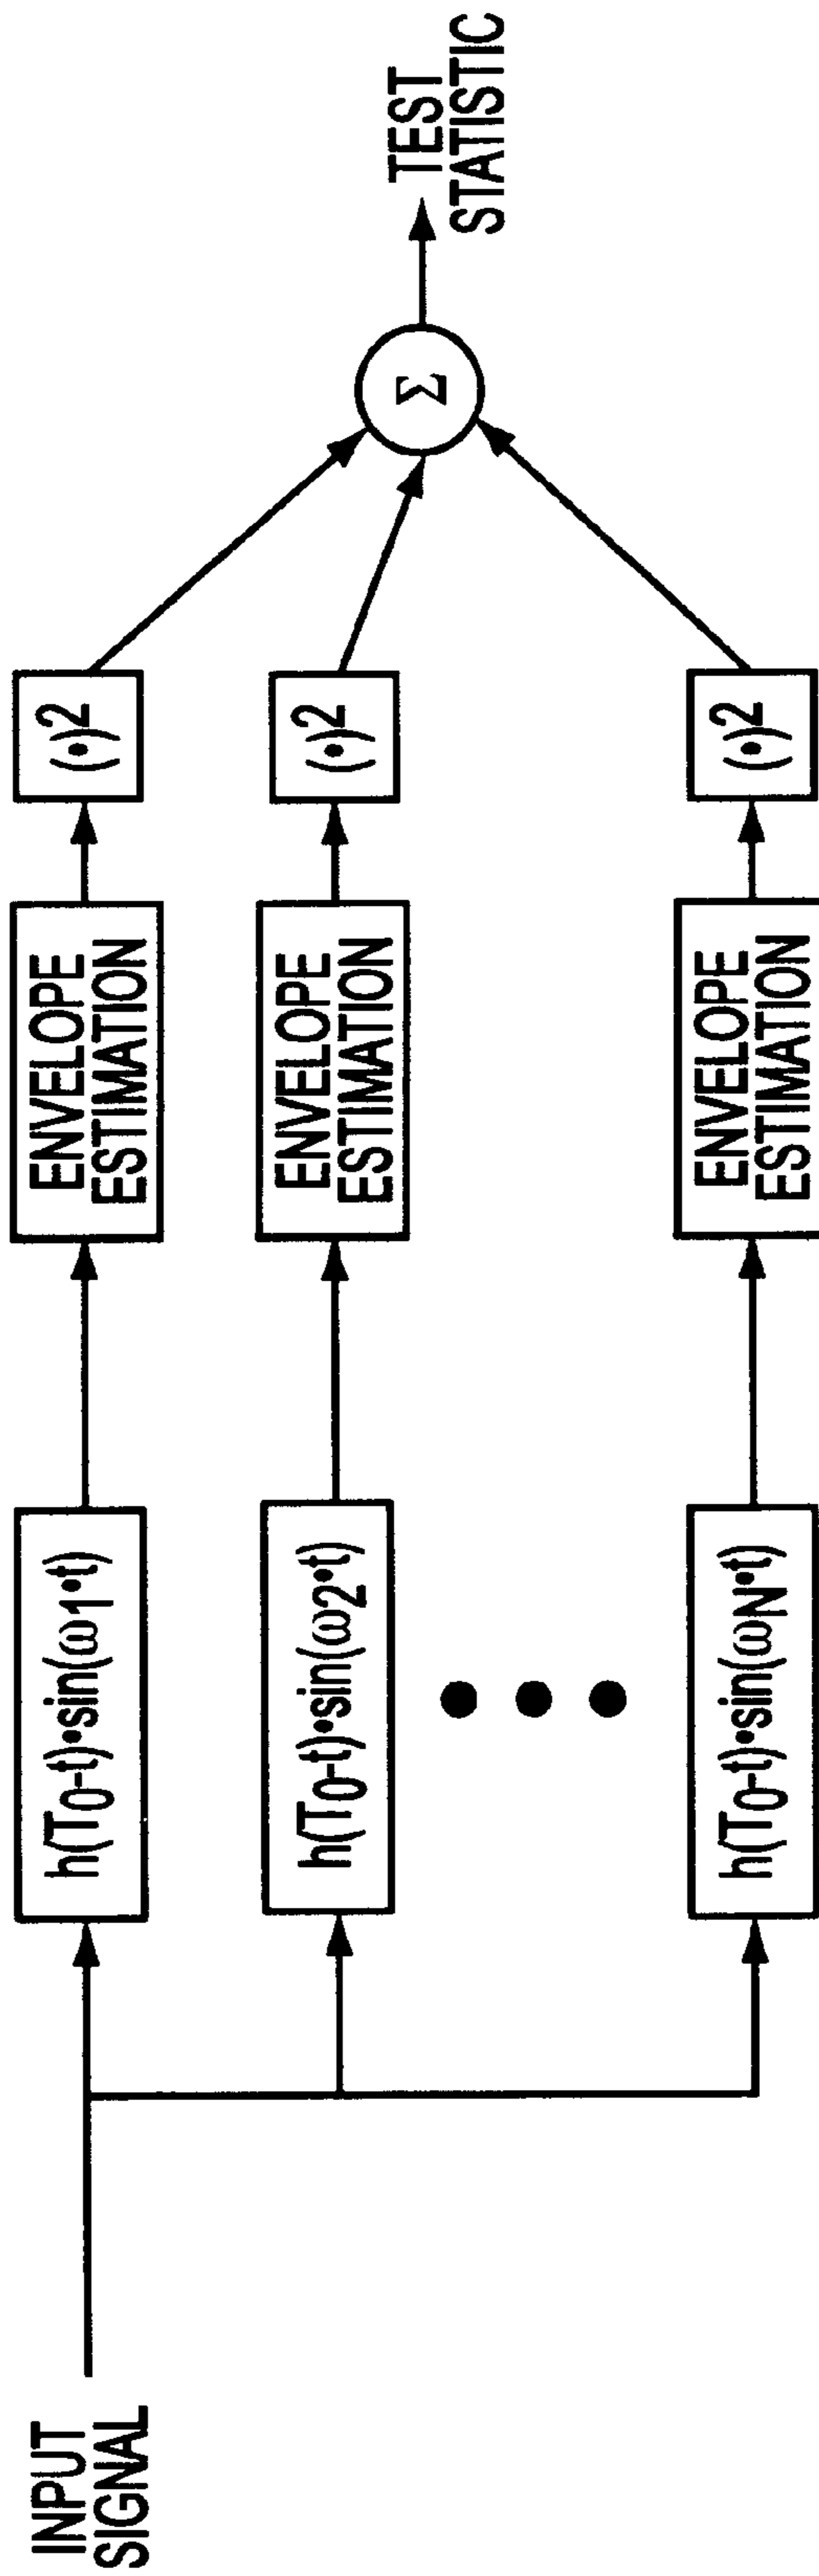 INPUT
SIGNAL
h(T0-t)•sin(ω1•t)
ENVELOPE
ESTIMATION
(•)2
h(T0-t)•sin(ω2•t)
ENVELOPE
ESTIMATION
(•)2
h(T0-t)•sin(ωN•t)
ENVELOPE
ESTIMATION
(•)2
Σ
TEST
STATISTIC